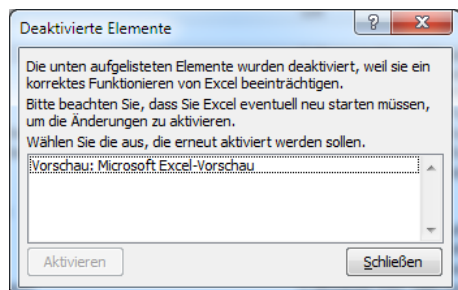 Deaktivierte Elemente
Die unten aufgelisteten Elemente wurden deaktiviert, weil sie ein
korrektes Funktionieren von Excel beeinträchtigen.
Bitte beachten Sie, dass Sie Excel eventuell neu starten müssen,
um die Änderungen zu aktivieren.
Wählen Sie die aus, die erneut aktiviert werden sollen.
Vorschau: Microsoft Excel-Vorschau
Aktivieren
Schließen